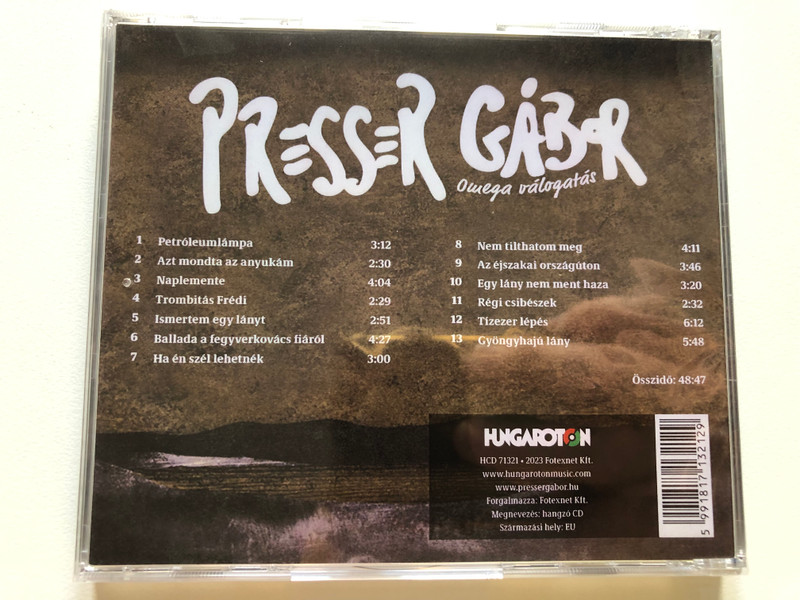 PRESSER GÁBOR
Omega válogatás
1 Petróleumlámpa 3:12
2 Azt mondta az anyukám 2:30
3 Naplemente 4:04
4 Trombitás Frédi 2:29
5 Ismertem egy lányt 2:51
6 Ballada a fegyverkovács fiáról 4:27
7 Ha én szél lehetnék 3:00
8 Nem tilthatom meg 4:11
9 Az éjszakai országúton 3:46
10 Egy lány nem ment haza 3:20
11 Régi csibészek 2:32
12 Tízezer lépés 6:12
13 Gyöngyhajú lány 5:48
Összidő: 48:47
HUNGAROTON
HCD 71321 • 2023 Fotexnet Kft.
www.hungarotonmusic.com
www.pressergabor.hu
Forgalmazza: Fotexnet Kft.
Megnevezés: hangzó CD
Származási hely: EU
5 991817 132129